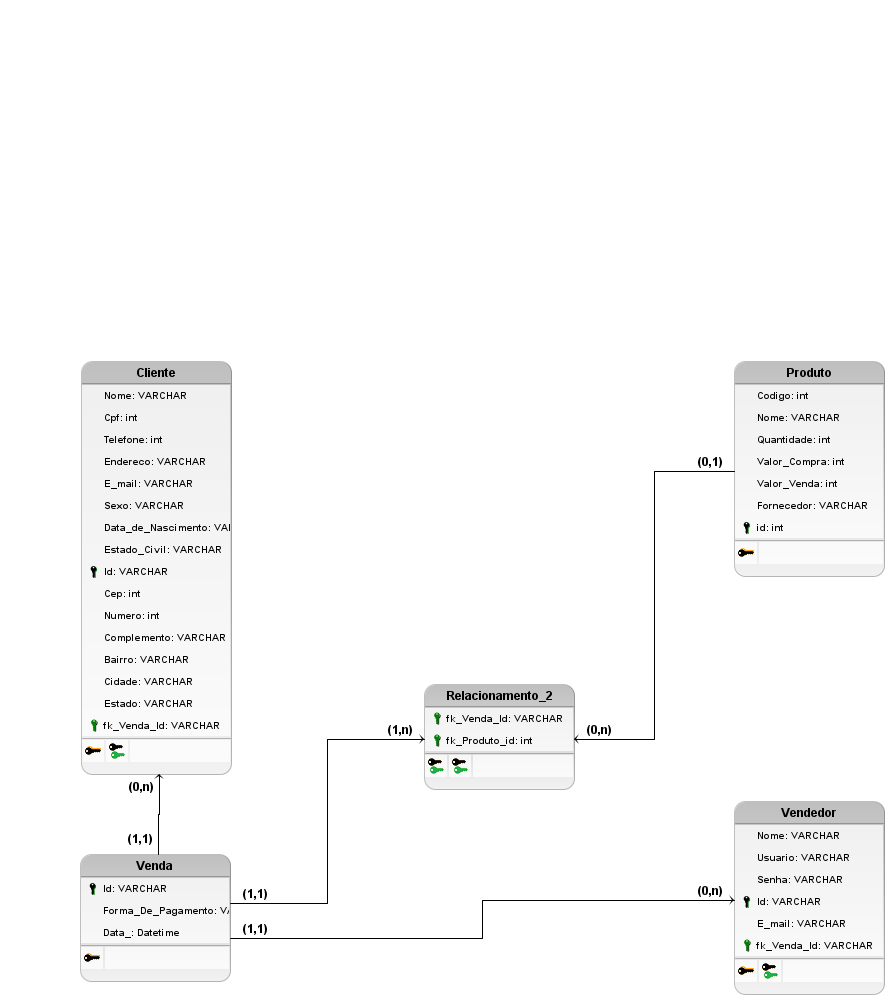 Cliente
Nome: VARCHAR
Cpf: int
Telefone: int
Endereco: VARCHAR
E_mail: VARCHAR
Sexo: VARCHAR
Data_de_Nascimento: VAI
Estado_Civil: VARCHAR
Id: VARCHAR
Cep: int
Numero: int
Complemento: VARCHAR
Bairro: VARCHAR
Cidade: VARCHAR
Estado: VARCHAR
fk_Venda_Id: VARCHAR
(0,n)
(1,1)
Venda
Id: VARCHAR
Forma_De_Pagamento: VA
Data_: Datetime
(1,1)
(1,1)
(1,n)
Relacionamento_2
fk_Venda_Id: VARCHAR
fk_Produto_id: int
(0,n)
(0,1)
Produto
Codigo: int
Nome: VARCHAR
Quantidade: int
Valor_Compra: int
Valor_Venda: int
Fornecedor: VARCHAR
id: int
(0,n)
Vendedor
Nome: VARCHAR
Usuario: VARCHAR
Senha: VARCHAR
Id: VARCHAR
E_mail: VARCHAR
fk_Venda_Id: VARCHAR